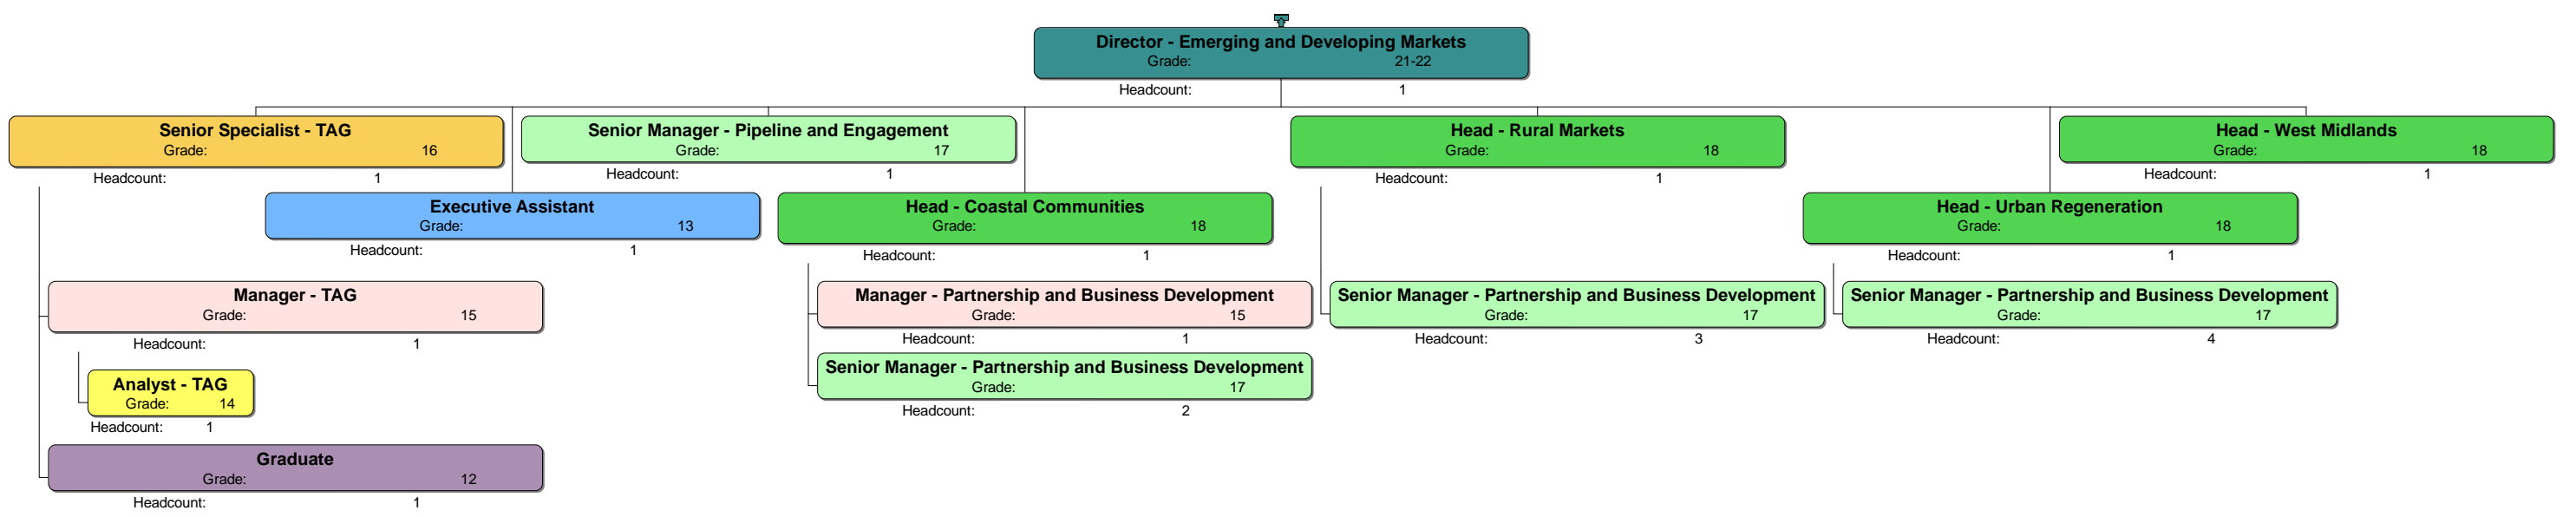 Director - Emerging and Developing Markets
Grade: 21-22
Headcount: 1
Senior Specialist - TAG
Grade: 16
Headcount: 1
Senior Manager - Pipeline and Engagement
Grade: 17
Headcount: 1
Head - Rural Markets
Grade: 18
Headcount: 1
Head - West Midlands
Grade: 18
Headcount: 1
Executive Assistant
Grade: 13
Headcount: 1
Head - Coastal Communities
Grade: 18
Headcount: 1
Head - Urban Regeneration
Grade: 18
Headcount: 1
Manager - TAG
Grade: 15
Headcount: 1
Manager - Partnership and Business Development
Grade: 15
Headcount: 1
Senior Manager - Partnership and Business Development
Grade: 17
Headcount: 3
Senior Manager - Partnership and Business Development
Grade: 17
Headcount: 4
Senior Manager - Partnership and Business Development
Grade: 17
Headcount: 2
Analyst - TAG
Grade: 14
Headcount: 1
Graduate
Grade: 12
Headcount: 1